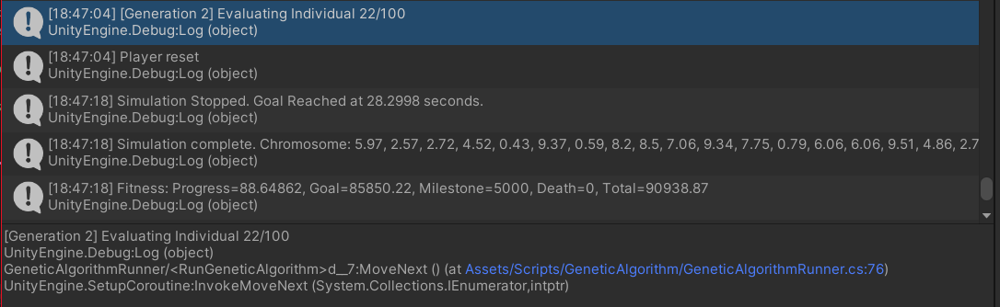 [18:47:04] [Generation 2] Evaluating Individual 22/100
UnityEngine.Debug:Log (object)
[18:47:04] Player reset
UnityEngine.Debug:Log (object)
[18:47:18] Simulation Stopped. Goal Reached at 28.2998 seconds.
UnityEngine.Debug:Log (object)
[18:47:18] Simulation complete. Chromosome: 5.97, 2.57, 2.72, 4.52, 0.43, 9.37, 0.59, 8.2, 8.5, 7.06, 9.34, 7.75, 0.79, 6.06, 6.06, 9.51, 4.86, 2.7
UnityEngine.Debug:Log (object)
[18:47:18] Fitness: Progress=88.64862, Goal=85850.22, Milestone=5000, Death=0, Total=90938.87
UnityEngine.Debug:Log (object)
[Generation 2] Evaluating Individual 22/100
UnityEngine.Debug:Log (object)
GeneticAlgorithmRunner/<RunGeneticAlgorithm>d__7:MoveNext () (at Assets/Scripts/GeneticAlgorithm/GeneticAlgorithmRunner.cs:76)
UnityEngine.SetupCoroutine:InvokeMoveNext (System.Collections.IEnumerator,intptr)